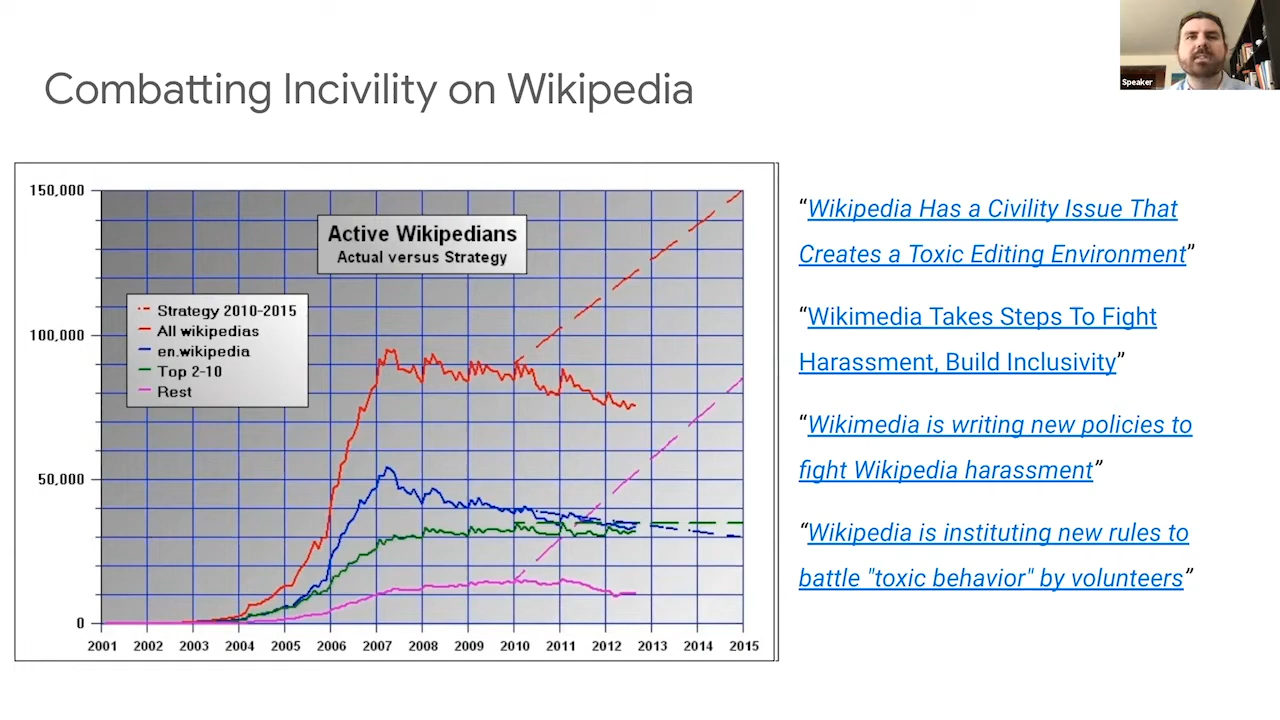 Combatting Incivility on Wikipedia
Speaker
150,000
100,000
50,000
0
Active Wikipedians
Actual versus Strategy
Strategy 2010-2015
All wikipedias
en.wikipedia
Top 2-10
Rest
2001 2002 2003 2004 2005 2006 2007 2008 2009 2010 2011 2012 2013 2014 2015
“Wikipedia Has a Civility Issue That
Creates a Toxic Editing Environment”
“Wikimedia Takes Steps To Fight
Harassment, Build Inclusivity”
“Wikimedia is writing new policies to
fight Wikipedia harassment”
“Wikipedia is instituting new rules to
battle "toxic behavior" by volunteers”